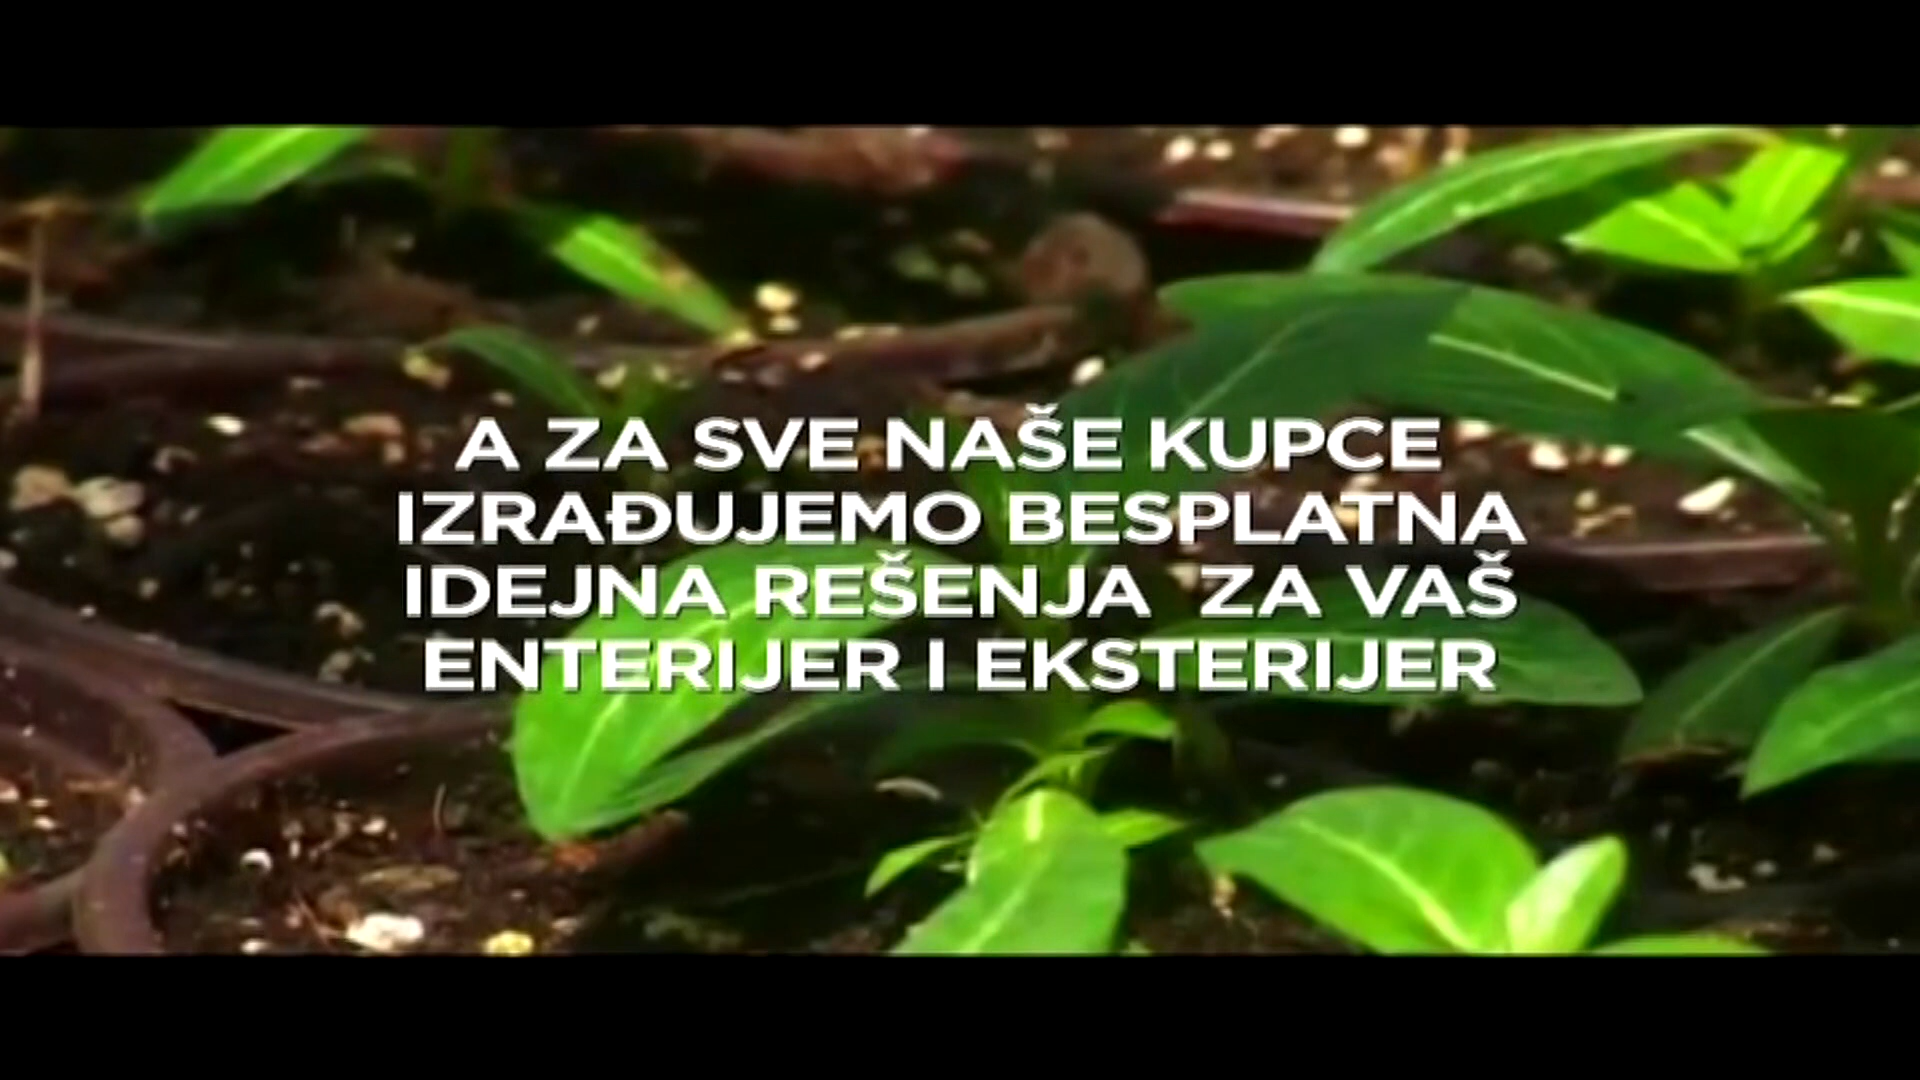 A ZA SVE NAŠE KUPCE
IZRAĐUJEMO BESPLATNA
IDEJNA REŠENJA  ZA VAŠ
ENTERIJER I EKSTERIJER